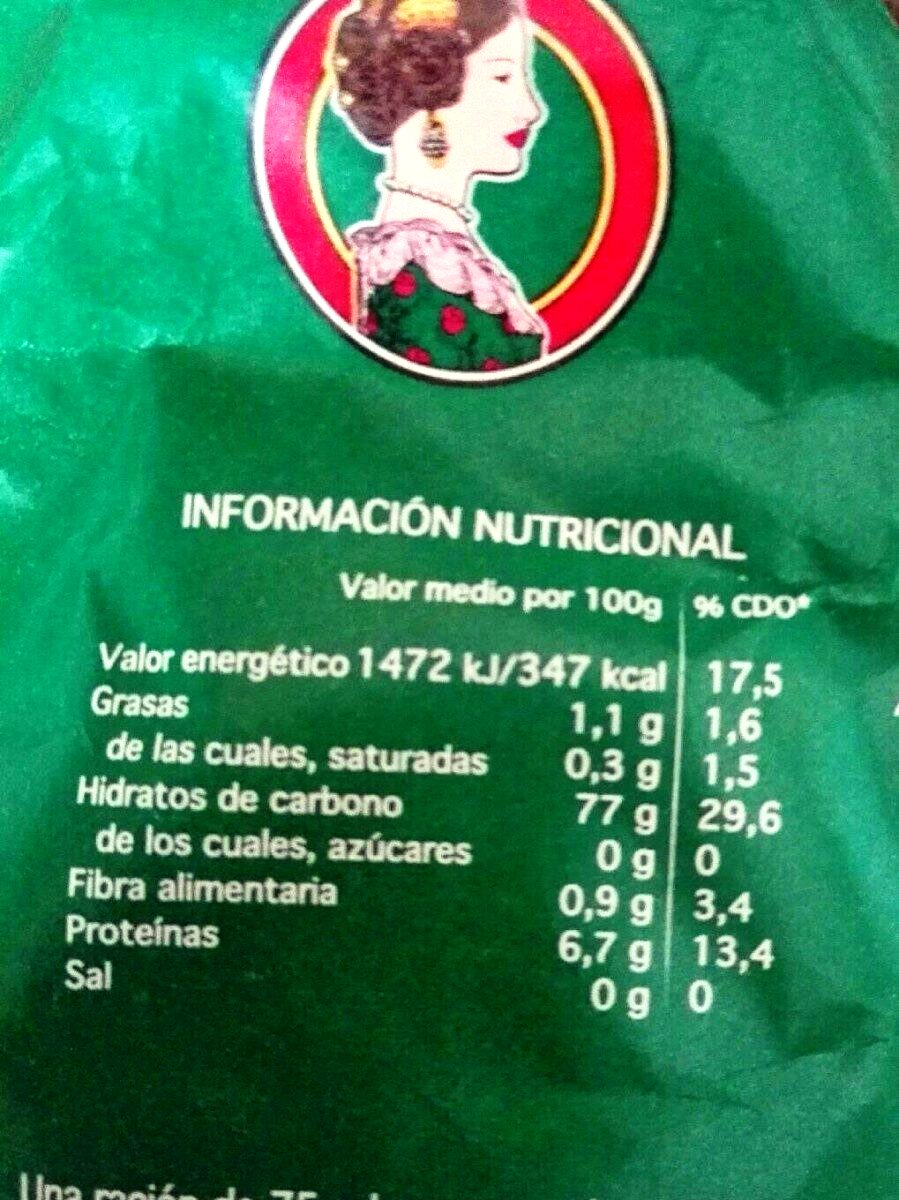 INFORMACIÓN NUTRICIONAL
Valor medio por 100g % CDO*
Valor energético 1472 kJ/347 kcal 17,5
Grasas 1,1 g 1,6
de las cuales, saturadas 0,3 g 1,5
Hidratos de carbono 77 g 29,6
de los cuales, azúcares 0 g 0
Fibra alimentaria 0,9 g 3,4
Proteínas 6,7 g 13,4
Sal 0 g 0
Una